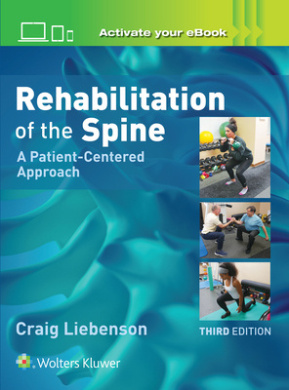 Activate your eBook
Rehabilitation
of the Spine
A Patient-Centered
Approach
Craig Liebenson
THIRD EDITION
Wolters Kluwer